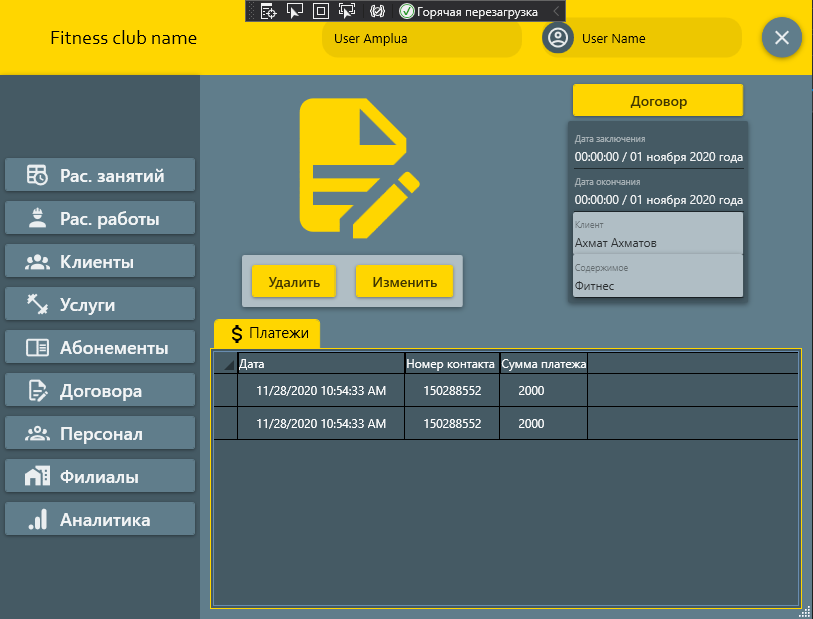 Горячая перезагрузка
Fitness club name
User Amplua
User Name
Договор
Дата заключения
00:00:00 / 01 ноября 2020 года
Дата окончания
00:00:00 / 01 ноября 2020 года
Клиент
Ахмат Ахматов
Содержимое
Фитнес
Рас. занятий
Рас. работы
Клиенты
Услуги
Абонементы
Договора
Персонал
Филиалы
Аналитика
Удалить Изменить
$ Платежи
Дата Номер контакта Сумма платежа
11/28/2020 10:54:33 AM 150288552 2000
11/28/2020 10:54:33 AM 150288552 2000